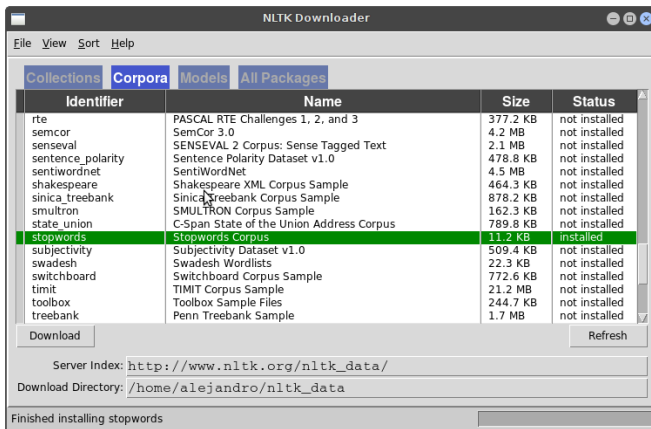 NLTK Downloader
File View Sort Help
Collections Corpora Models All Packages
Identifier Name Size Status
rte PASCAL RTE Challenges 1, 2, and 3 377.2 KB not installed
semcor SemCor 3.0 4.2 MB not installed
senseval SENSEVAL 2 Corpus: Sense Tagged Text 2.1 MB not installed
sentence_polarity Sentence Polarity Dataset v1.0 478.8 KB not installed
sentiwordnet SentiWordNet 4.5 MB not installed
shakespeare Shakespeare XML Corpus Sample 464.3 KB not installed
sinica_treebank Sinica Treebank Corpus Sample 878.2 KB not installed
smultron SMULTRON Corpus Sample 162.3 KB not installed
state_union C-Span State of the Union Address Corpus 789.8 KB not installed
stopwords Stopwords Corpus 11.2 KB installed
subjectivity Subjectivity Dataset v1.0 509.4 KB not installed
swadesh Swadesh Wordlists 22.3 KB not installed
switchboard Switchboard Corpus Sample 772.6 KB not installed
timit TIMIT Corpus Sample 21.2 MB not installed
toolbox Toolbox Sample Files 244.7 KB not installed
treebank Penn Treebank Sample 1.7 MB not installed
Download Refresh
Server Index: http://www.nltk.org/nltk_data/
Download Directory: /home/alejandro/nltk_data
Finished installing stopwords